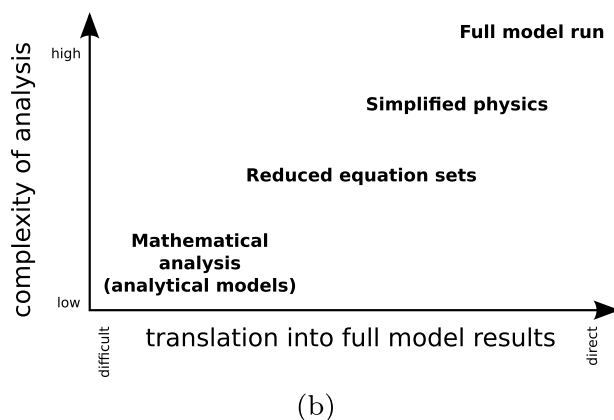 Full model run
high
Simplified physics
complexity of analysis
Reduced equation sets
Mathematical
analysis
(analytical models)
low
difficult
translation into full model results
direct
(b)